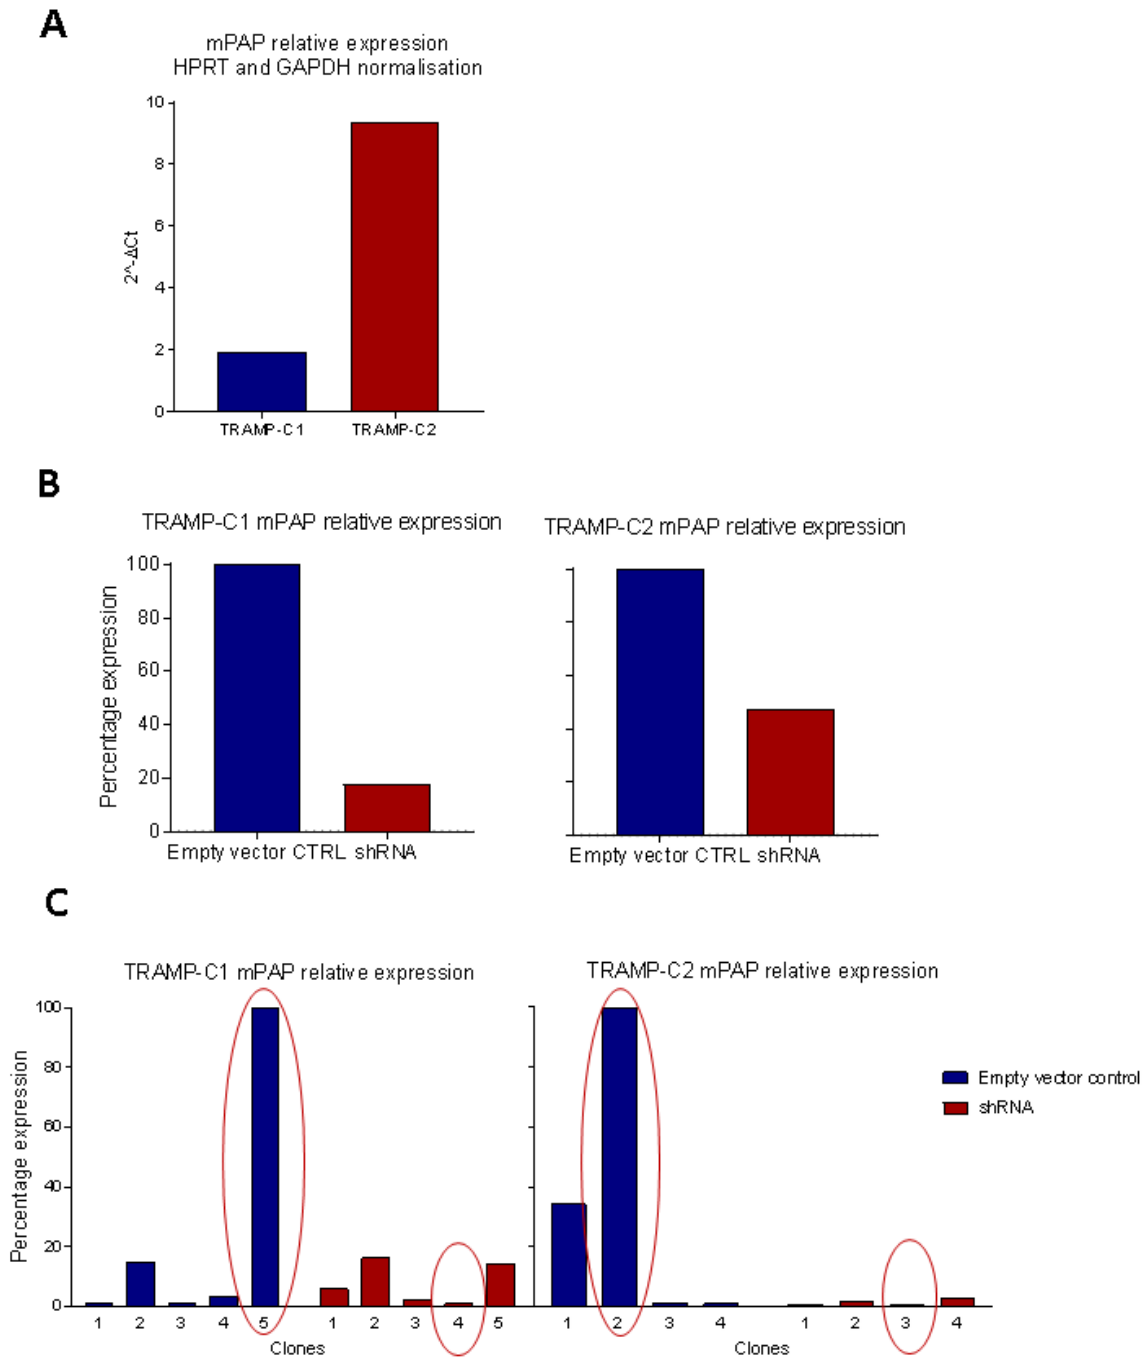 A
mPAP relative expression
HPRT and GAPDH normalisation
2^-ΔCt
10
8
6
4
2
0
TRAMP-C1 TRAMP-C2
B
TRAMP-C1 mPAP relative expression
Percentage expression
100
80
60
40
20
0
Empty vector CTRL shRNA
TRAMP-C2 mPAP relative expression
Empty vector CTRL shRNA
C
TRAMP-C1 mPAP relative expression
Percentage expression
100
80
60
40
20
0
1 2 3 4 5 1 2 3 4 5
Clones
TRAMP-C2 mPAP relative expression
1 2 3 4 1 2 3 4
Clones
Empty vector control
shRNA